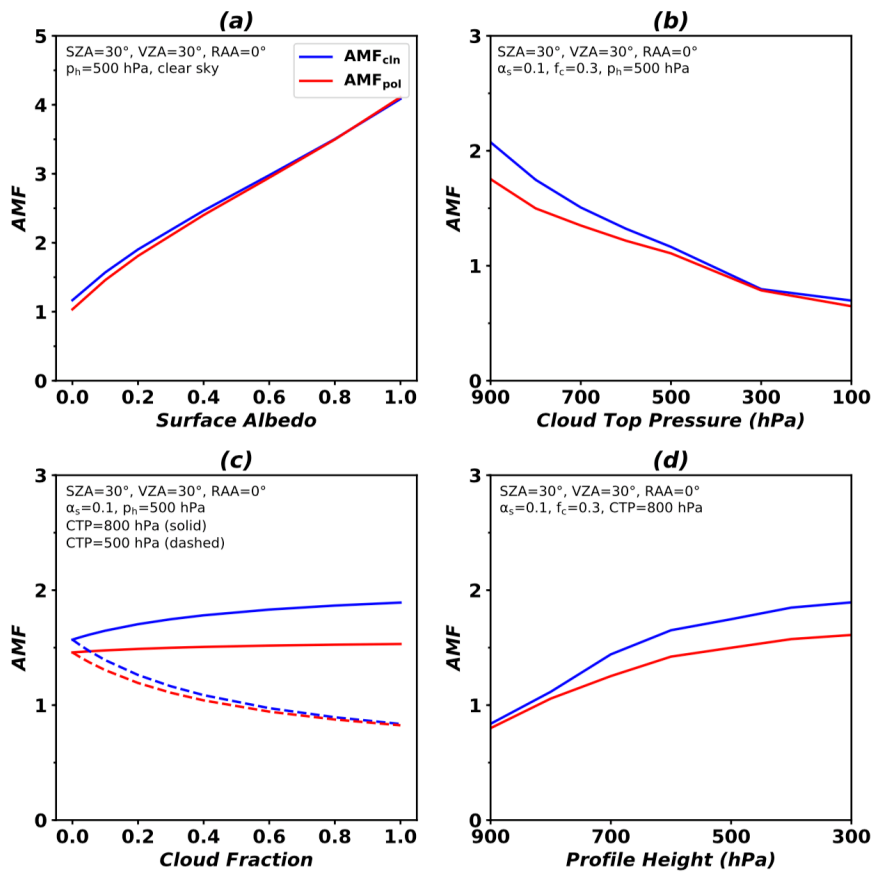 (a)
SZA=30°, VZA=30°, RAA=0°
pₕ=500 hPa, clear sky
AMF_cln
AMF_pol
5
4
3
2
1
0
AMF
0.0 0.2 0.4 0.6 0.8 1.0
Surface Albedo
(b)
SZA=30°, VZA=30°, RAA=0°
αₛ=0.1, f_c=0.3, pₕ=500 hPa
3
2
1
0
AMF
900 700 500 300 100
Cloud Top Pressure (hPa)
(c)
SZA=30°, VZA=30°, RAA=0°
αₛ=0.1, pₕ=500 hPa
CTP=800 hPa (solid)
CTP=500 hPa (dashed)
3
2
1
0
AMF
0.0 0.2 0.4 0.6 0.8 1.0
Cloud Fraction
(d)
SZA=30°, VZA=30°, RAA=0°
αₛ=0.1, f_c=0.3, CTP=800 hPa
3
2
1
0
AMF
900 700 500 300
Profile Height (hPa)